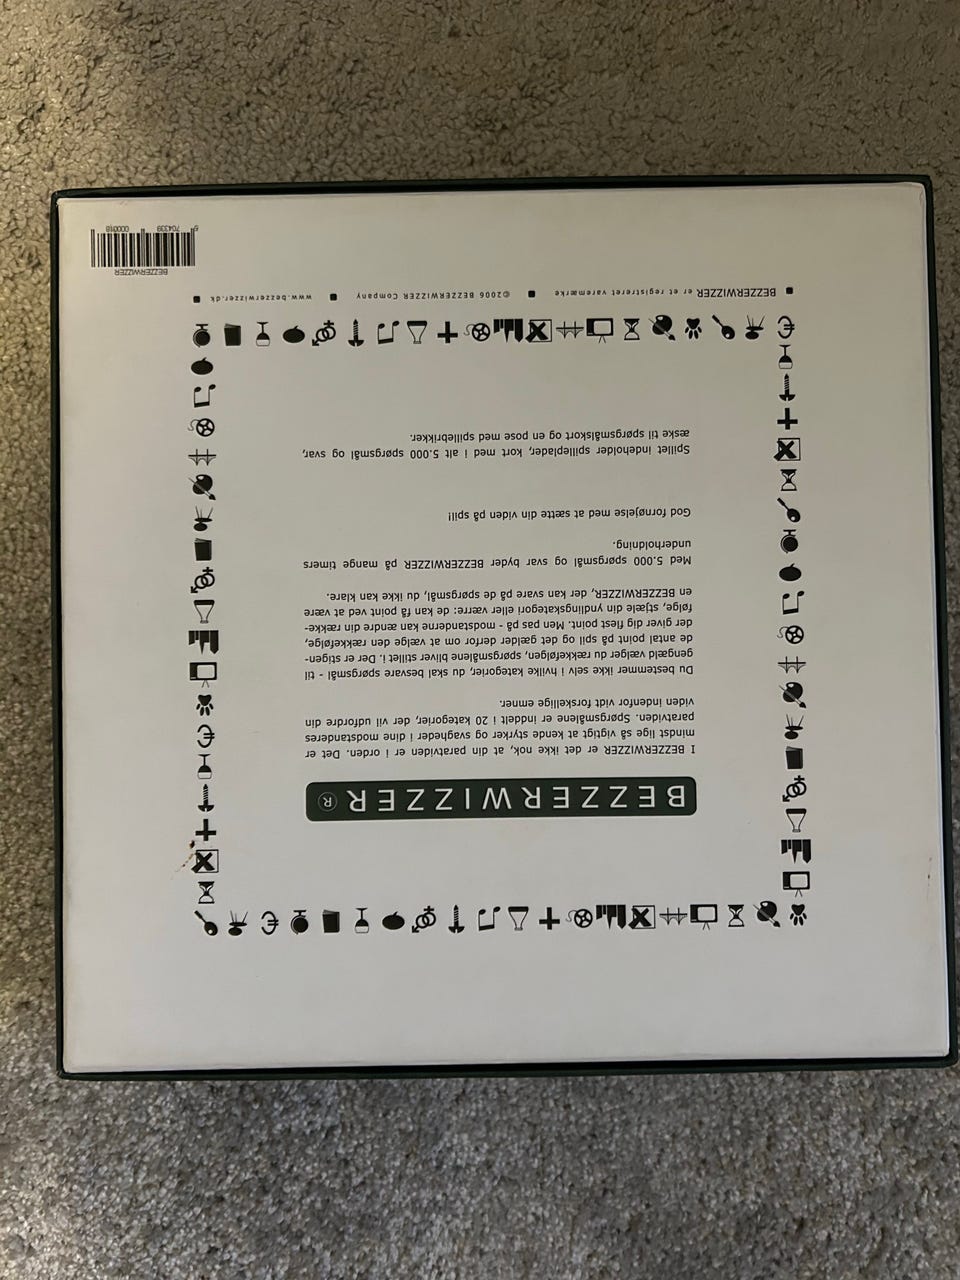 BEZZERWIZZER®
I BEZZERWIZZER er det ikke nok, at din paratviden er i orden. Det er
mindst lige så vigtigt at kende styrker og svagheder i dine modstanderes
paratviden. Spørgsmålene er inddelt i 20 kategorier, der vil udfordre din
viden indenfor vidt forskellige emner.
Du bestemmer ikke selv i hvilke kategorier, du skal besvare spørgsmål - til
gengæld vælger du rækkefølgen, spørgsmålene bliver stillet i. Der er stigen-
de antal point på spil og det gælder derfor om at vælge den rækkefølge,
der giver dig flest point. Men pas på - modstanderne kan ændre din række-
følge, stjæle din yndlingskategori eller værre: de kan få point ved at være
en BEZZERWIZZER, der kan svare på de spørgsmål, du ikke kan klare.
Med 5.000 spørgsmål og svar byder BEZZERWIZZER på mange timers
underholdning.
God fornøjelse med at sætte din viden på spil!
Spillet indeholder spilleplader, kort med i alt 5.000 spørgsmål og svar,
æske til spørgsmålskort og en pose med spillebrikker.
BEZZERWIZZER er et registreret varemærke ©2006 BEZZERWIZZER Company www.bezzerwizzer.dk
BEZZERWIZZER
5 704339 000018